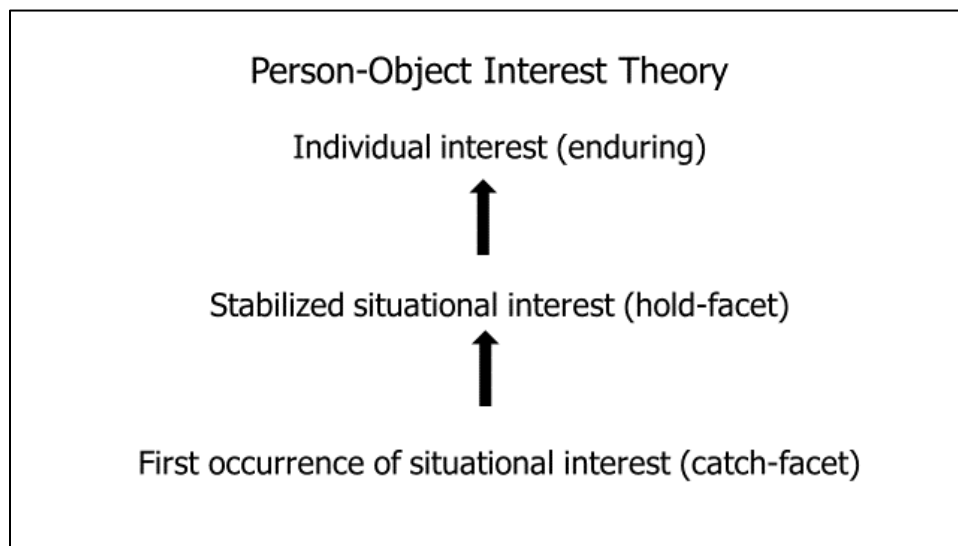 Person-Object Interest Theory
Individual interest (enduring)
Stabilized situational interest (hold-facet)
First occurrence of situational interest (catch-facet)